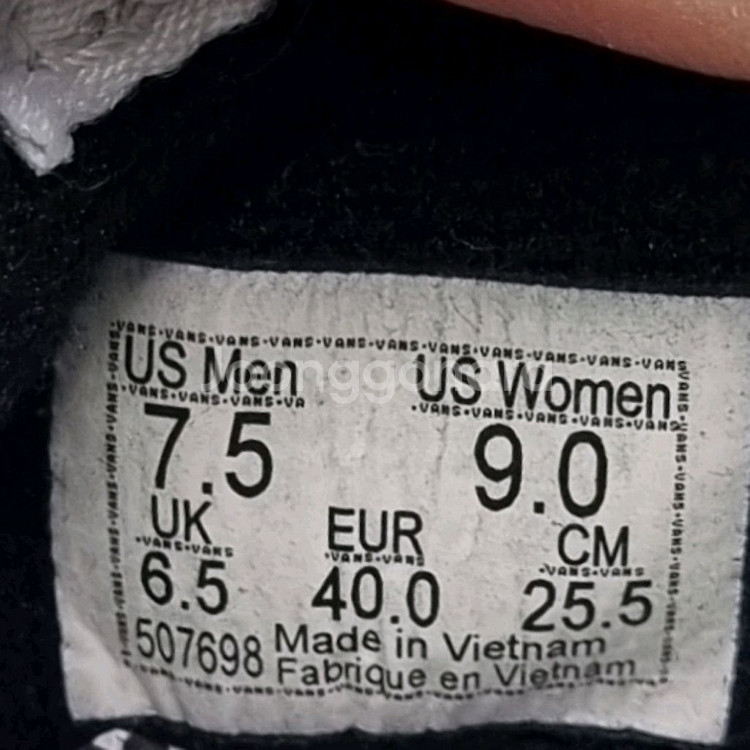 VANS-VANS-VANS-VANS-VANS-VANS-VANS-VANS-VANS-VANS
US Men US Women
7.5 9.0
UK EUR CM
VANS-VANS VANS-VANS VANS-VANS
6.5 40.0 25.5
507698 Made in Vietnam
Fabrique en Vietnam